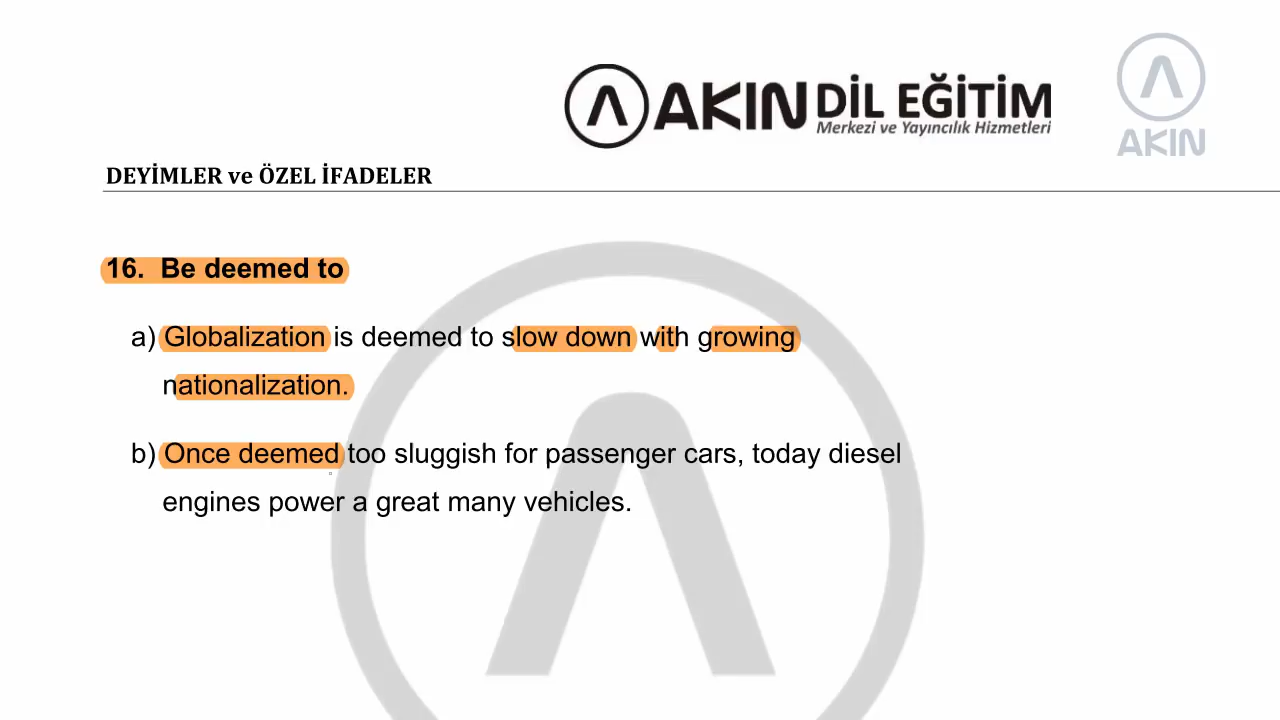 AKIN DİL EĞİTİM
Merkezi ve Yayıncılık Hizmetleri
AKIN
DEYİMLER ve ÖZEL İFADELER
16. Be deemed to
a) Globalization is deemed to slow down with growing
nationalization.
b) Once deemed too sluggish for passenger cars, today diesel
engines power a great many vehicles.